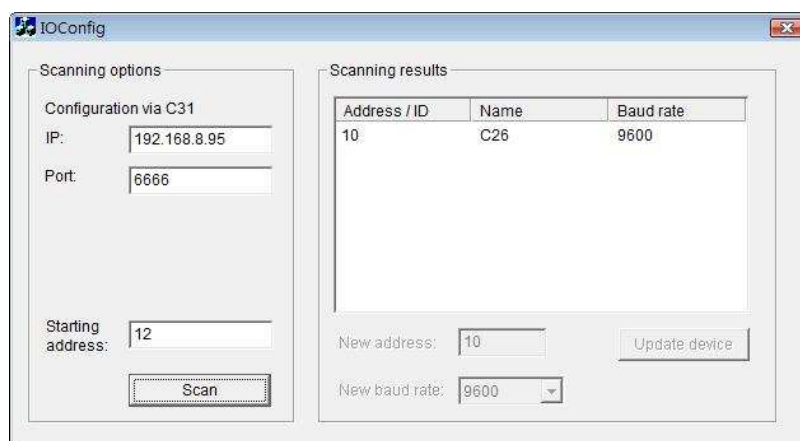 IOConfig
Scanning options
Configuration via C31
IP: 192.168.8.95
Port: 6666
Starting
address: 12
Scan
Scanning results
Address / ID Name Baud rate
10 C26 9600
New address: 10 Update device
New baud rate: 9600